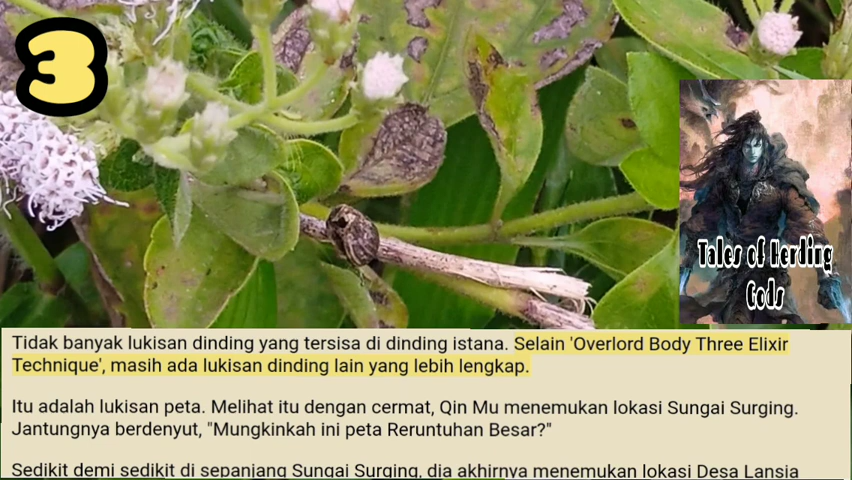 3
Tales of Herding
Gods
Tidak banyak lukisan dinding yang tersisa di dinding istana. Selain 'Overlord Body Three Elixir
Technique', masih ada lukisan dinding lain yang lebih lengkap.
Itu adalah lukisan peta. Melihat itu dengan cermat, Qin Mu menemukan lokasi Sungai Surging.
Jantungnya berdenyut, "Mungkinkah ini peta Reruntuhan Besar?"
Sedikit demi sedikit di sepanjang Sungai Surging, dia akhirnya menemukan lokasi Desa Lansia